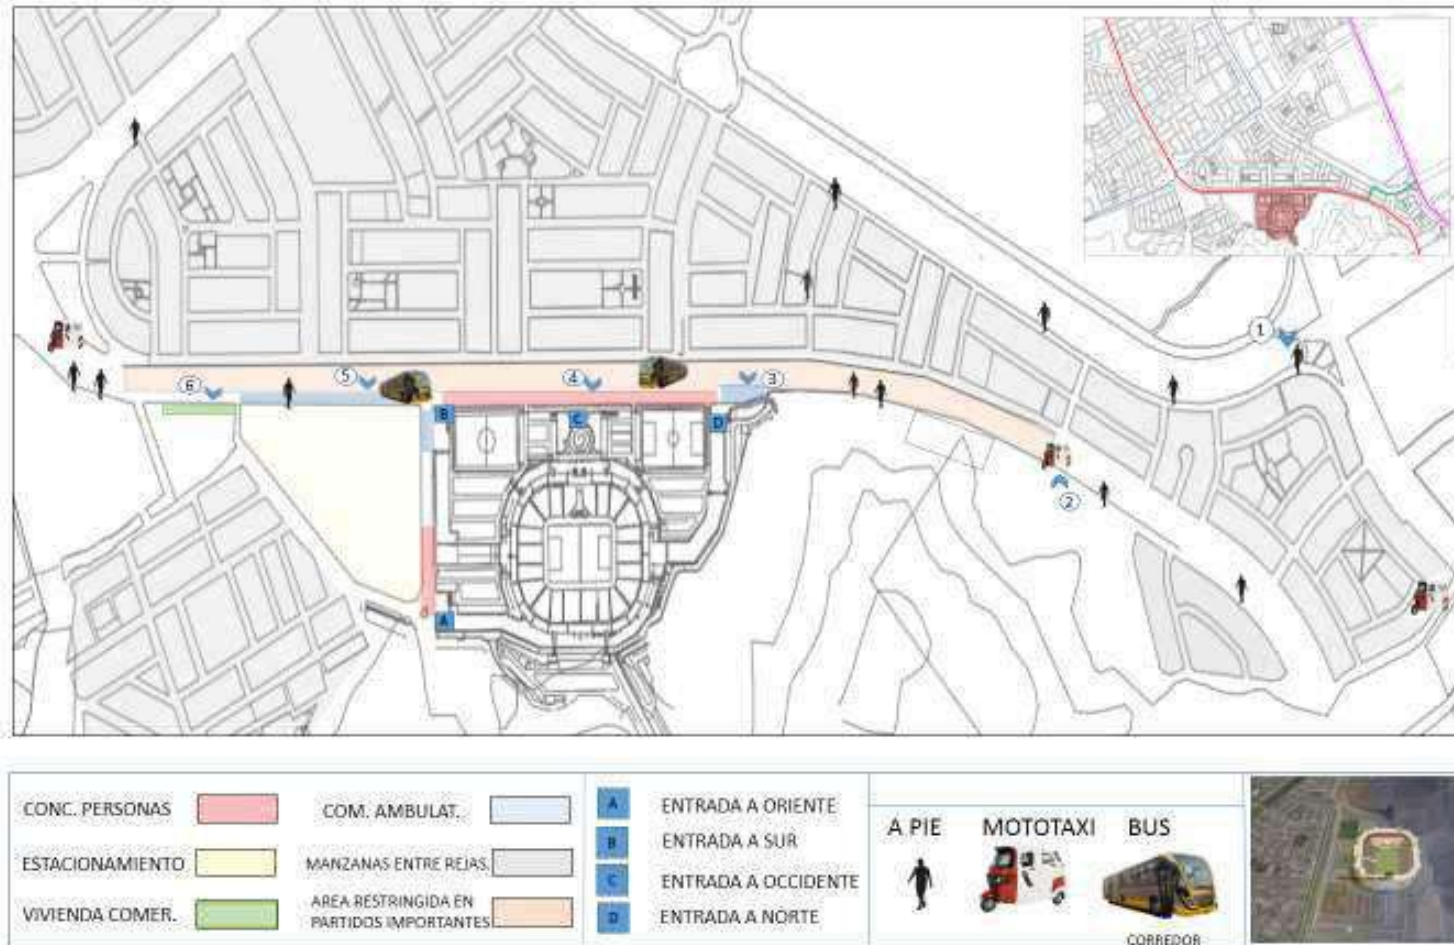 1
6
5
4
3
B
C
D
2
A
CONC. PERSONAS
COM. AMBULAT.
ESTACIONAMIENTO
MANZANAS ENTRE REJAS.
VIVIENDA COMER.
AREA RESTRINGIDA EN
PARTIDOS IMPORTANTES
A ENTRADA A ORIENTE
B ENTRADA A SUR
C ENTRADA A OCCIDENTE
D ENTRADA A NORTE
A PIE
MOTOTAXI
BUS
CORREDOR